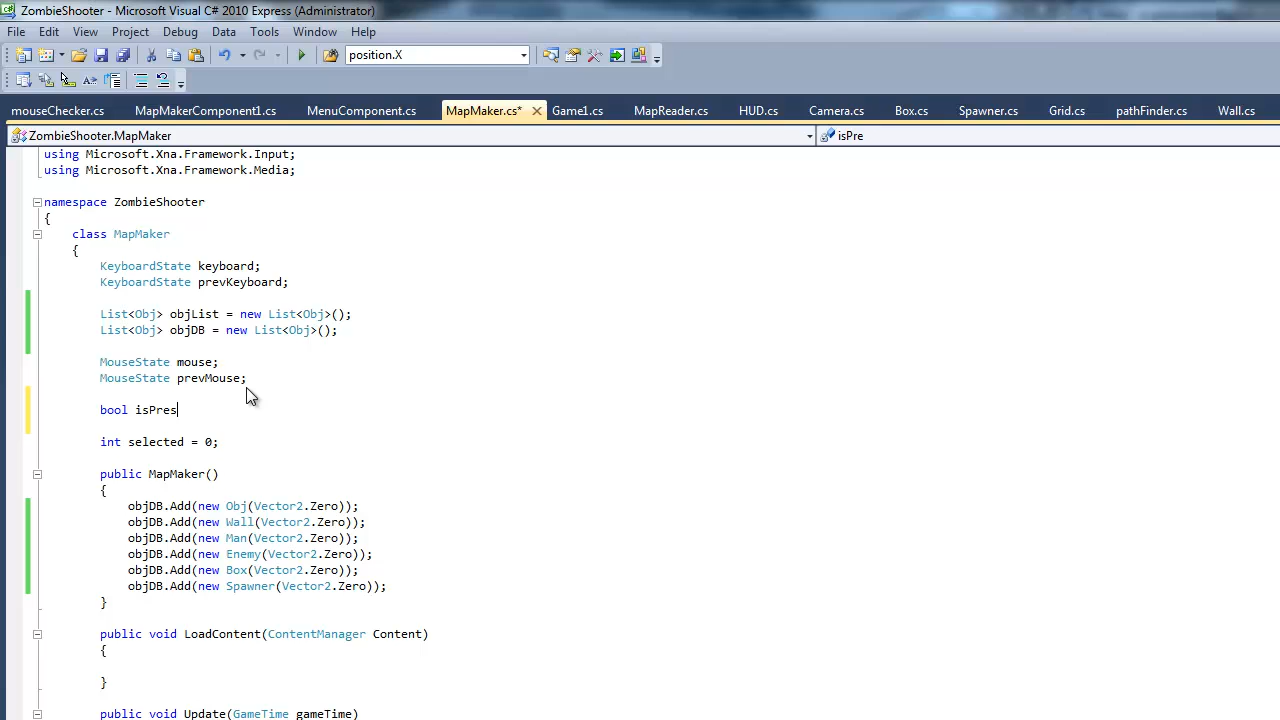 ZombieShooter - Microsoft Visual C# 2010 Express (Administrator)
File Edit View Project Debug Data Tools Window Help
position.X
mouseChecker.cs MapMakerComponent1.cs MenuComponent.cs MapMaker.cs* Game1.cs MapReader.cs HUD.cs Camera.cs Box.cs Spawner.cs Grid.cs pathFinder.cs Wall.cs
ZombieShooter.MapMaker isPre
using Microsoft.Xna.Framework.Input;
using Microsoft.Xna.Framework.Media;
namespace ZombieShooter
{
class MapMaker
{
KeyboardState keyboard;
KeyboardState prevKeyboard;
List<Obj> objList = new List<Obj>();
List<Obj> objDB = new List<Obj>();
MouseState mouse;
MouseState prevMouse;
bool isPres
int selected = 0;
public MapMaker()
{
objDB.Add(new Obj(Vector2.Zero));
objDB.Add(new Wall(Vector2.Zero));
objDB.Add(new Man(Vector2.Zero));
objDB.Add(new Enemy(Vector2.Zero));
objDB.Add(new Box(Vector2.Zero));
objDB.Add(new Spawner(Vector2.Zero));
}
public void LoadContent(ContentManager Content)
{
}
public void Update(GameTime gameTime)